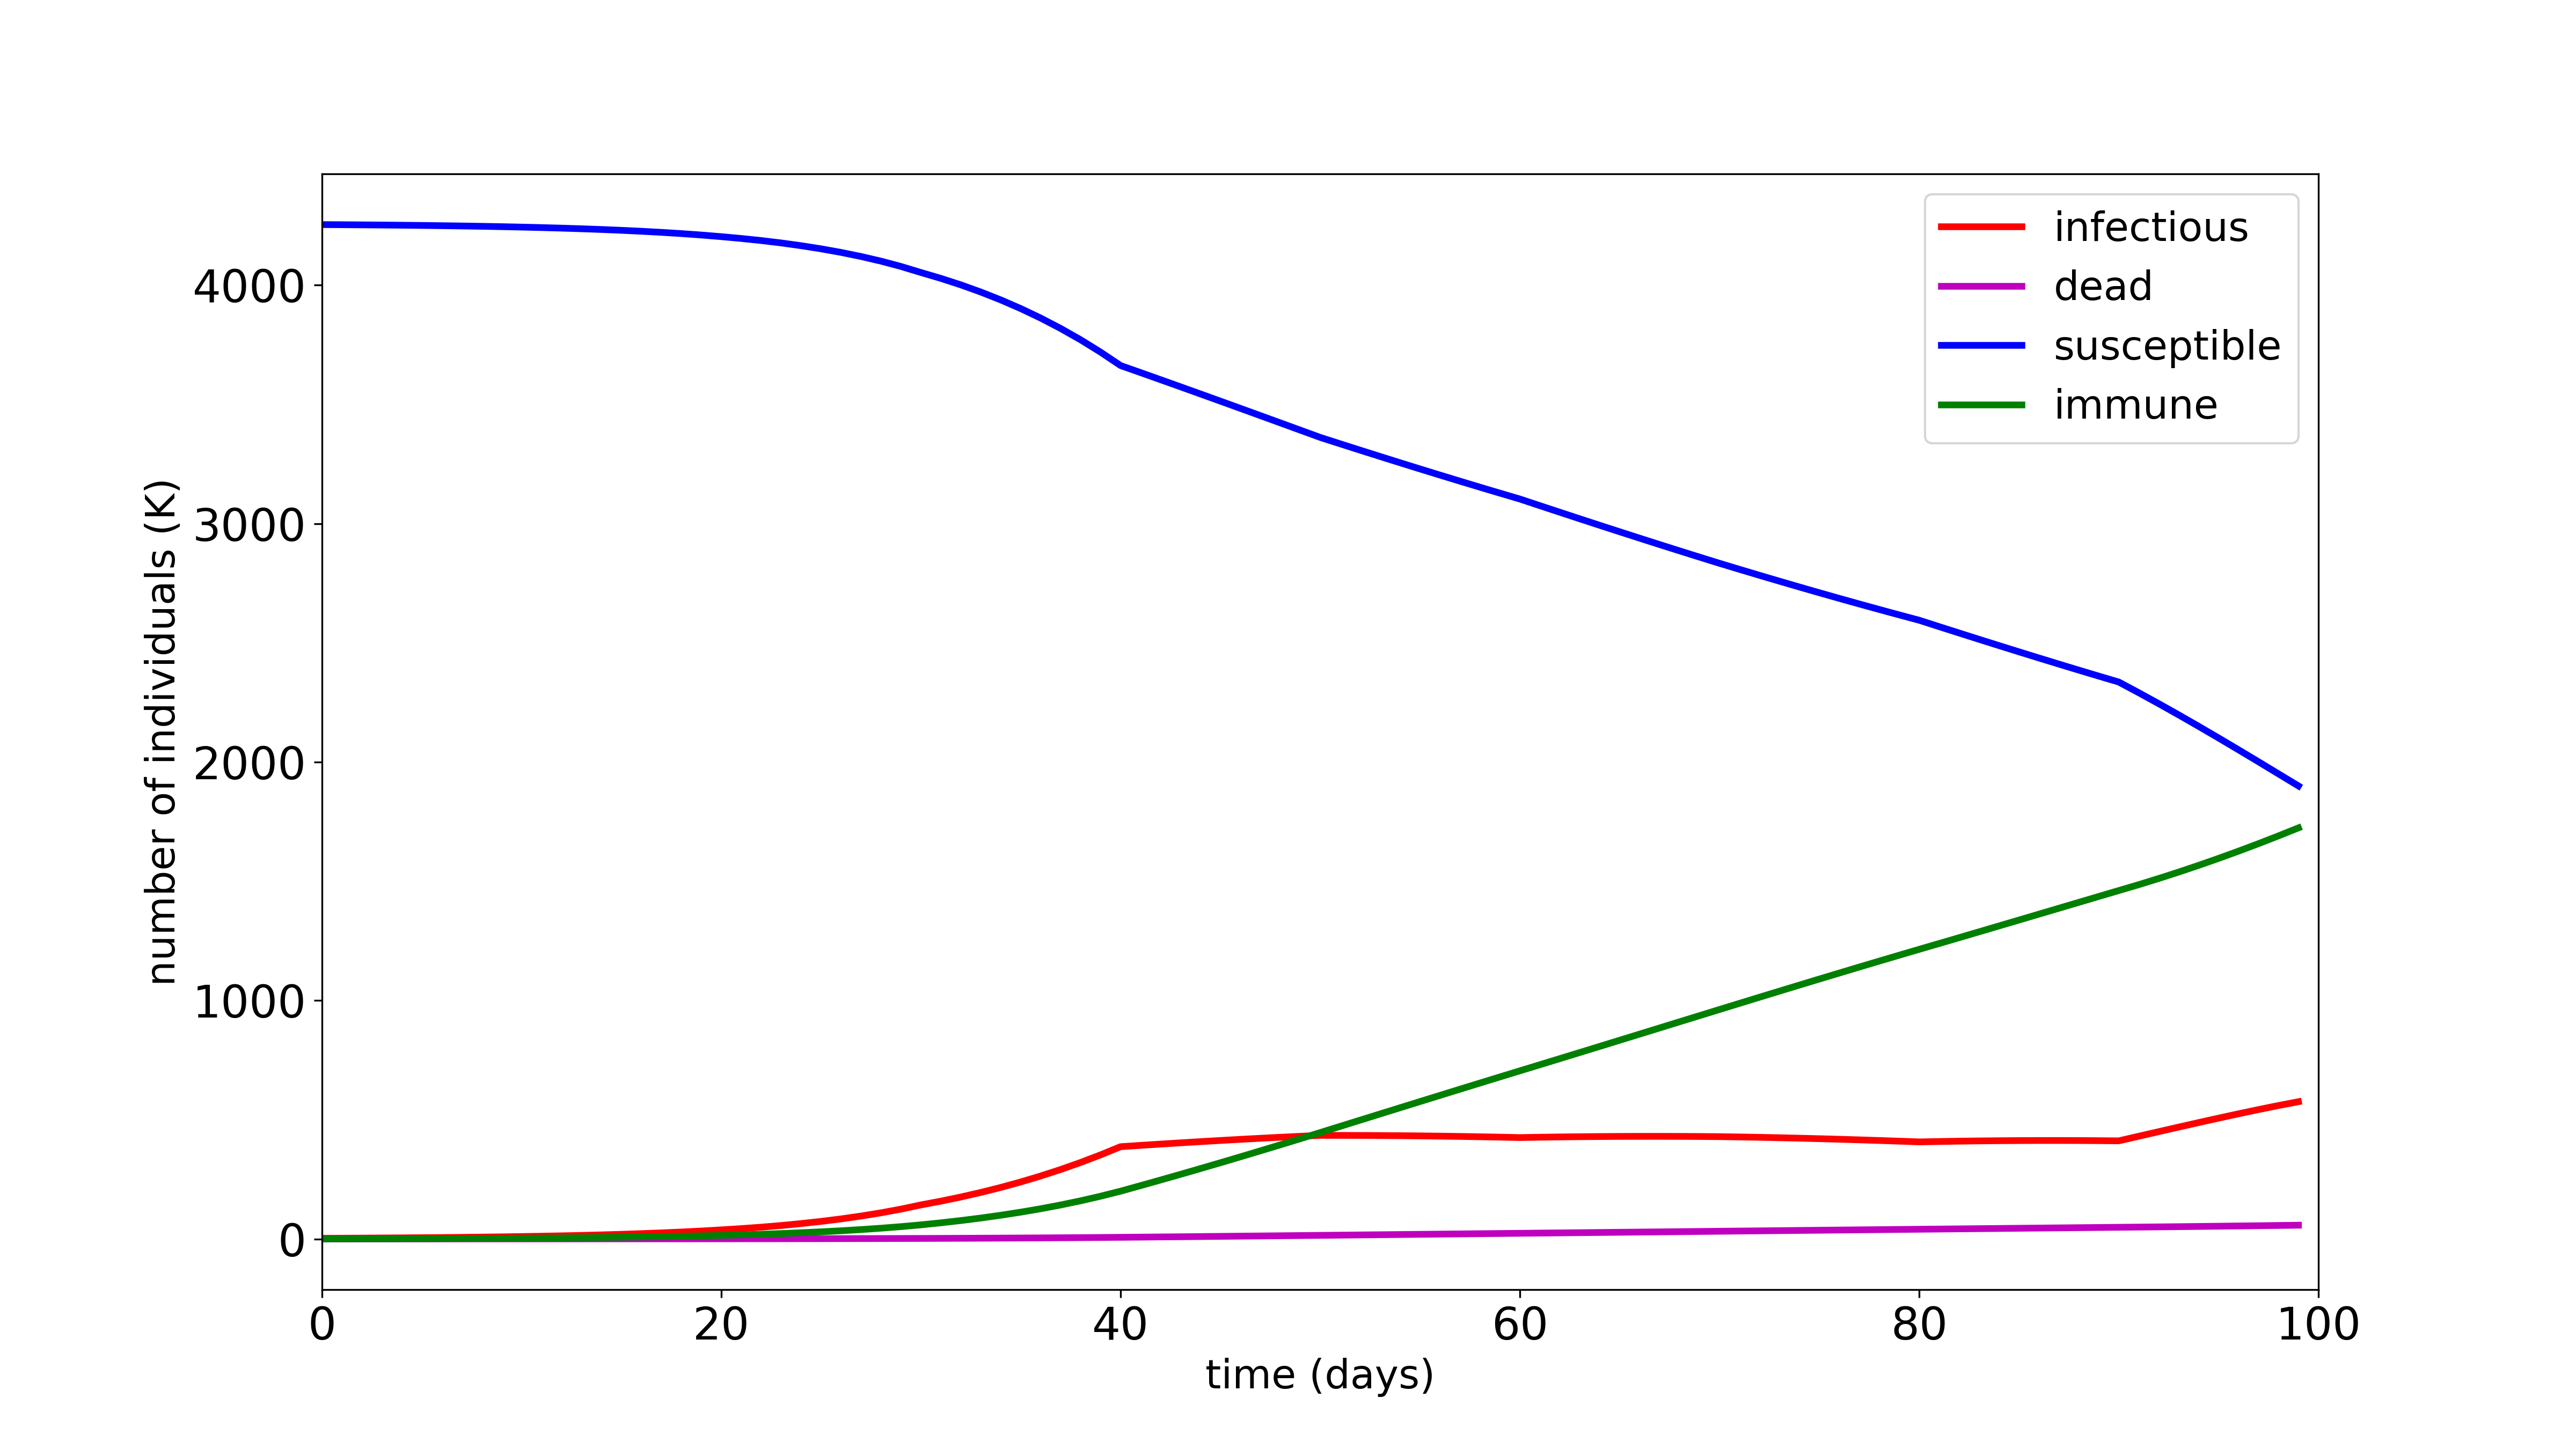 infectious
dead
susceptible
immune
number of individuals (K)
4000
3000
2000
1000
0
0 20 40 60 80 100
time (days)